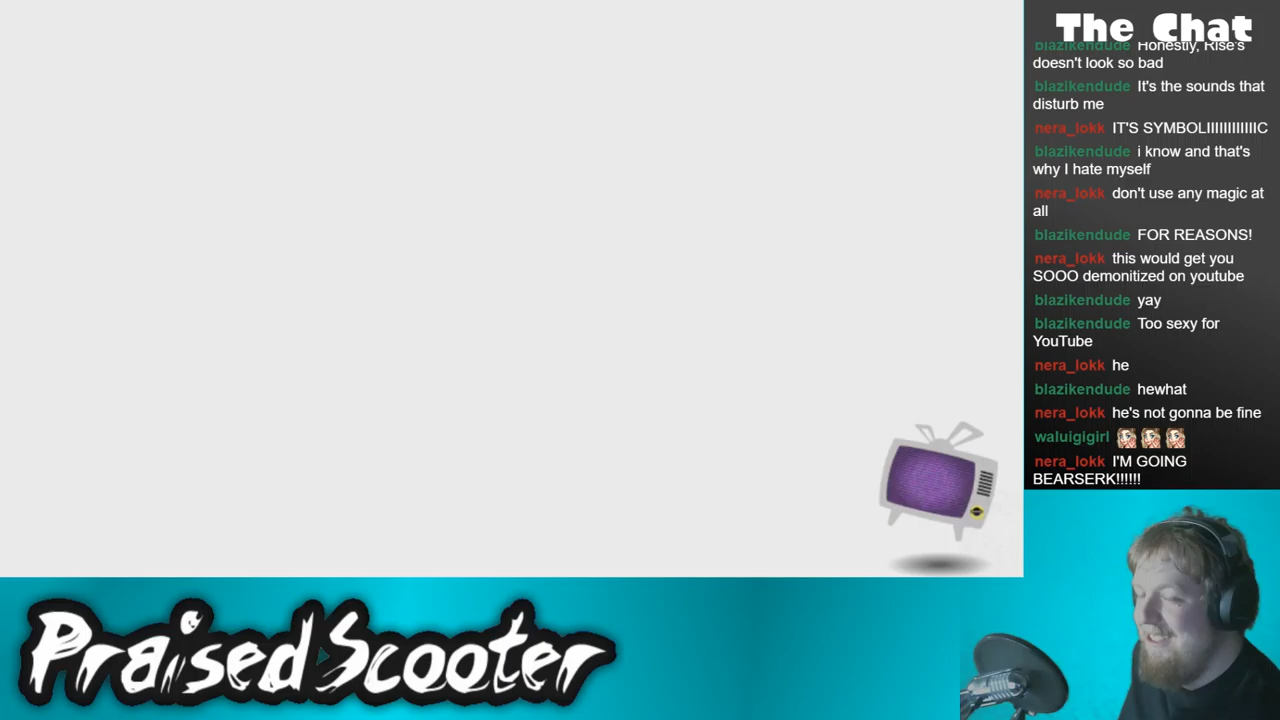 The Chat
blazikendude Honestly, Rise's
doesn't look so bad
blazikendude It's the sounds that
disturb me
nera_lokk IT'S SYMBOLIIIIIIIIIIIIC
blazikendude i know and that's
why I hate myself
nera_lokk don't use any magic at
all
blazikendude FOR REASONS!
nera_lokk this would get you
SOOO demonitized on youtube
blazikendude yay
blazikendude Too sexy for
YouTube
nera_lokk he
blazikendude hewhat
nera_lokk he's not gonna be fine
waluigigirl
nera_lokk I'M GOING
BEARSERK!!!!!!
PraisedScooter